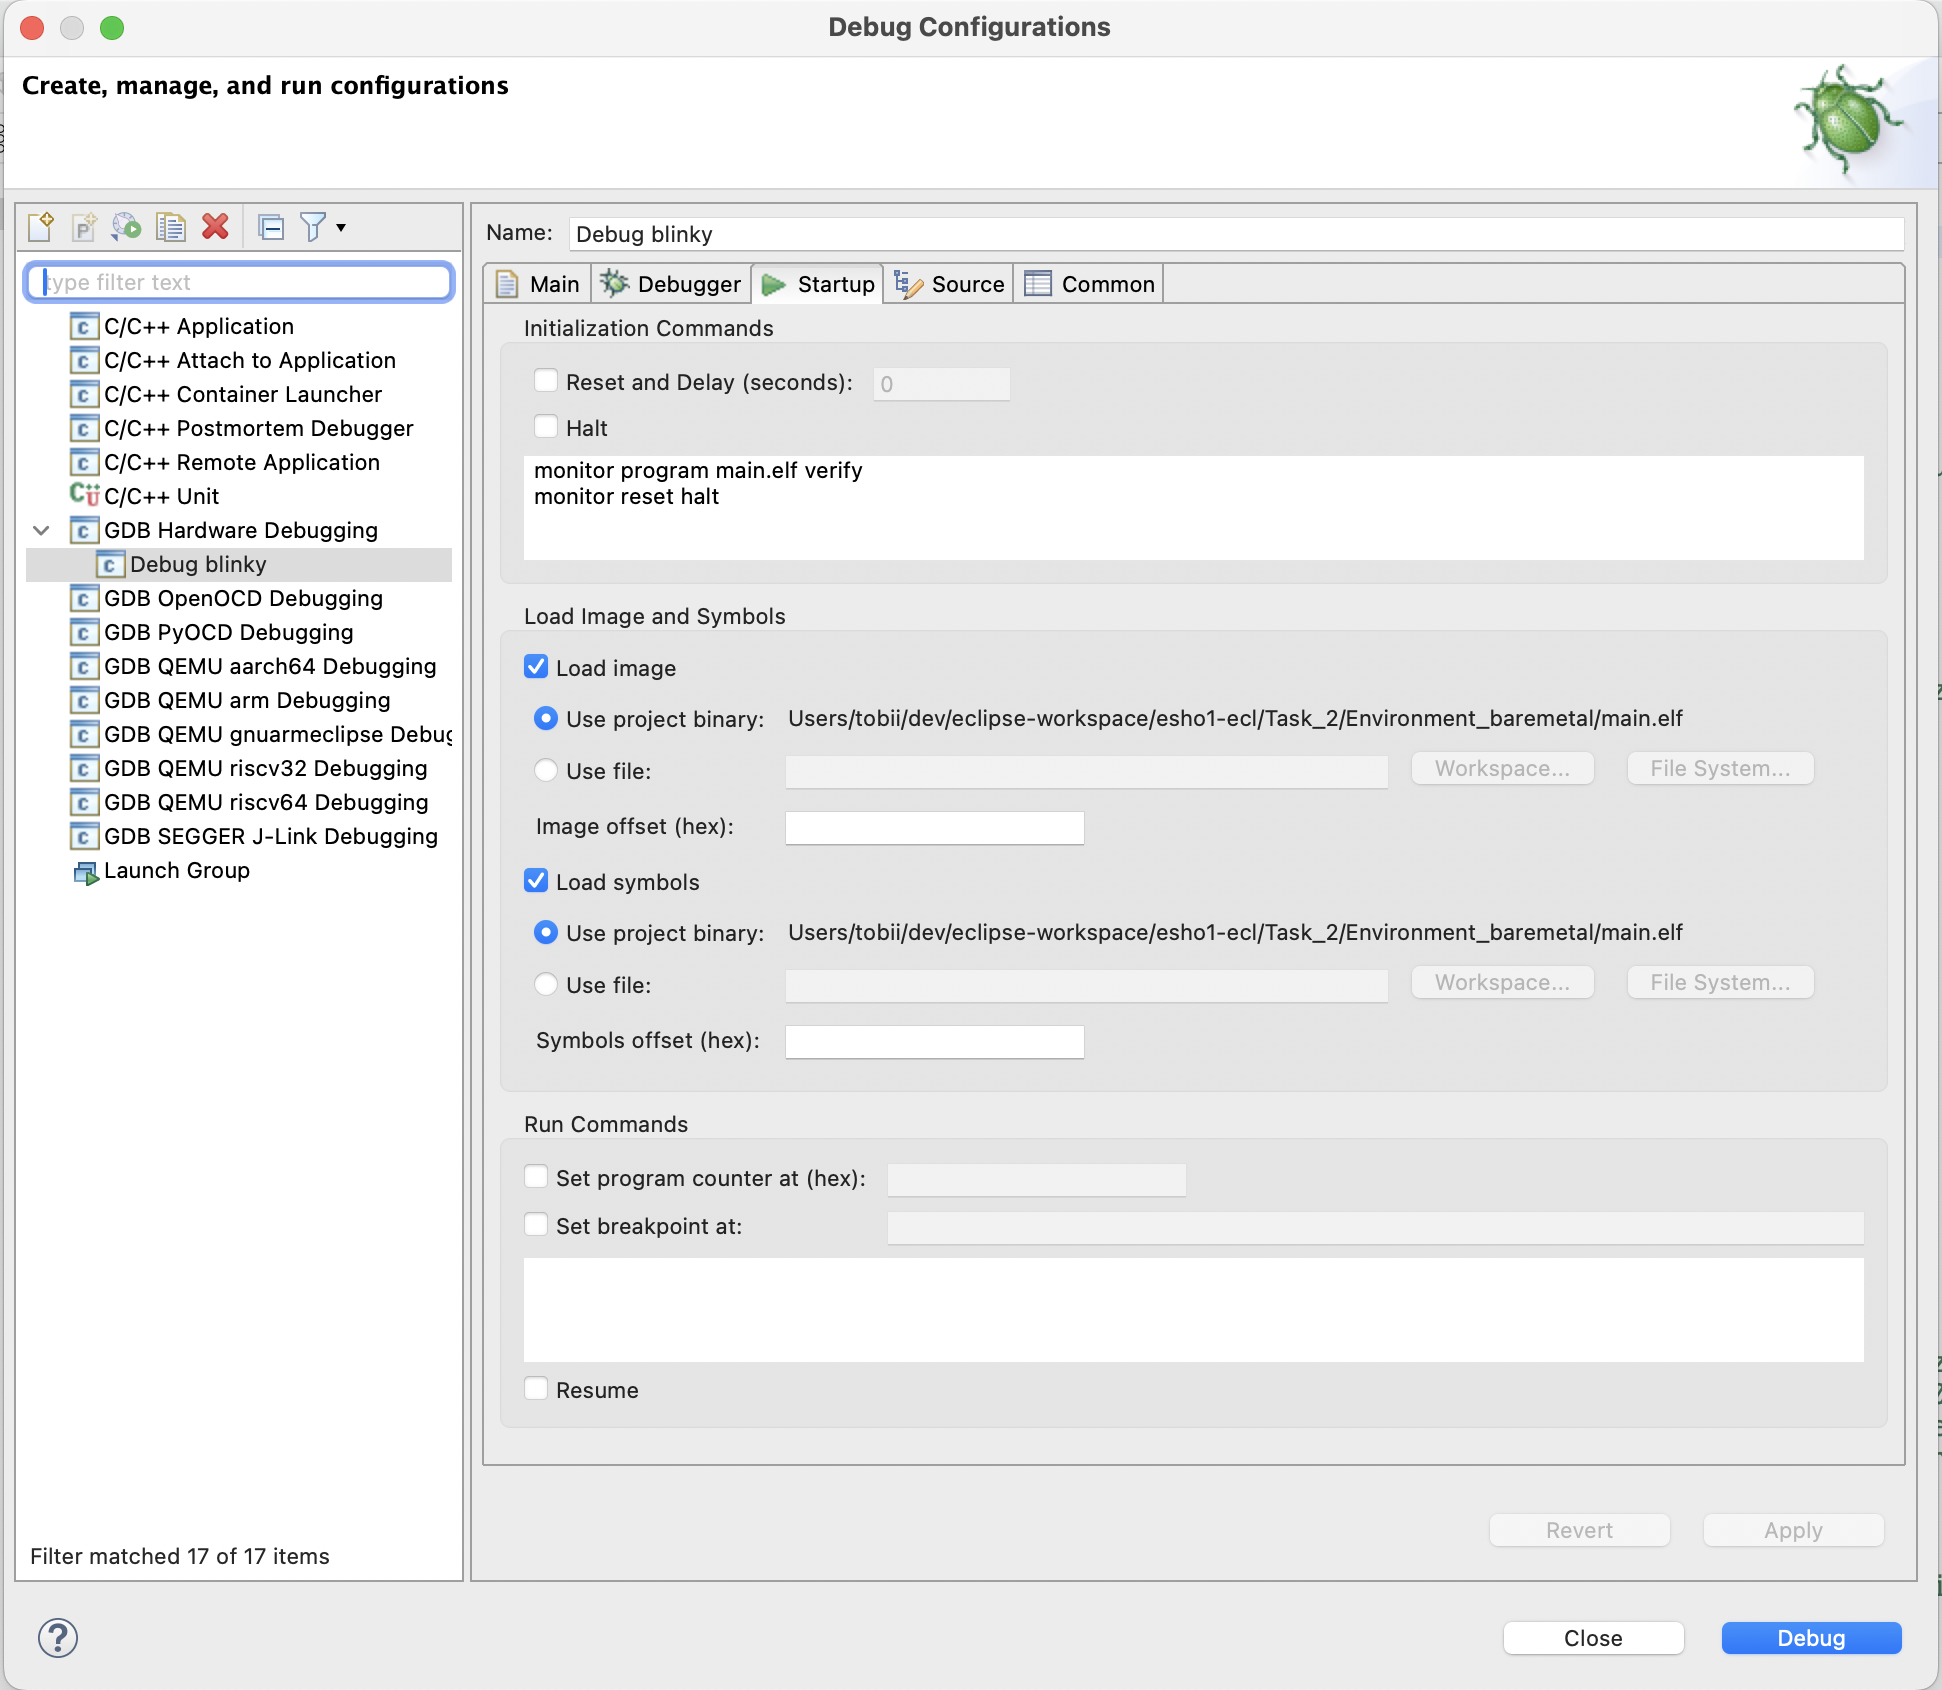 Debug Configurations
Create, manage, and run configurations
type filter text
C/C++ Application
C/C++ Attach to Application
C/C++ Container Launcher
C/C++ Postmortem Debugger
C/C++ Remote Application
C/C++ Unit
GDB Hardware Debugging
Debug blinky
GDB OpenOCD Debugging
GDB PyOCD Debugging
GDB QEMU aarch64 Debugging
GDB QEMU arm Debugging
GDB QEMU gnuarmeclipse Debug
GDB QEMU riscv32 Debugging
GDB QEMU riscv64 Debugging
GDB SEGGER J-Link Debugging
Launch Group
Filter matched 17 of 17 items
Name: Debug blinky
Main Debugger Startup Source Common
Initialization Commands
Reset and Delay (seconds): 0
Halt
monitor program main.elf verify
monitor reset halt
Load Image and Symbols
Load image
Use project binary: Users/tobii/dev/eclipse-workspace/esho1-ecl/Task_2/Environment_baremetal/main.elf
Use file: Workspace... File System...
Image offset (hex):
Load symbols
Use project binary: Users/tobii/dev/eclipse-workspace/esho1-ecl/Task_2/Environment_baremetal/main.elf
Use file: Workspace... File System...
Symbols offset (hex):
Run Commands
Set program counter at (hex):
Set breakpoint at:
Resume
Revert Apply
? Close Debug